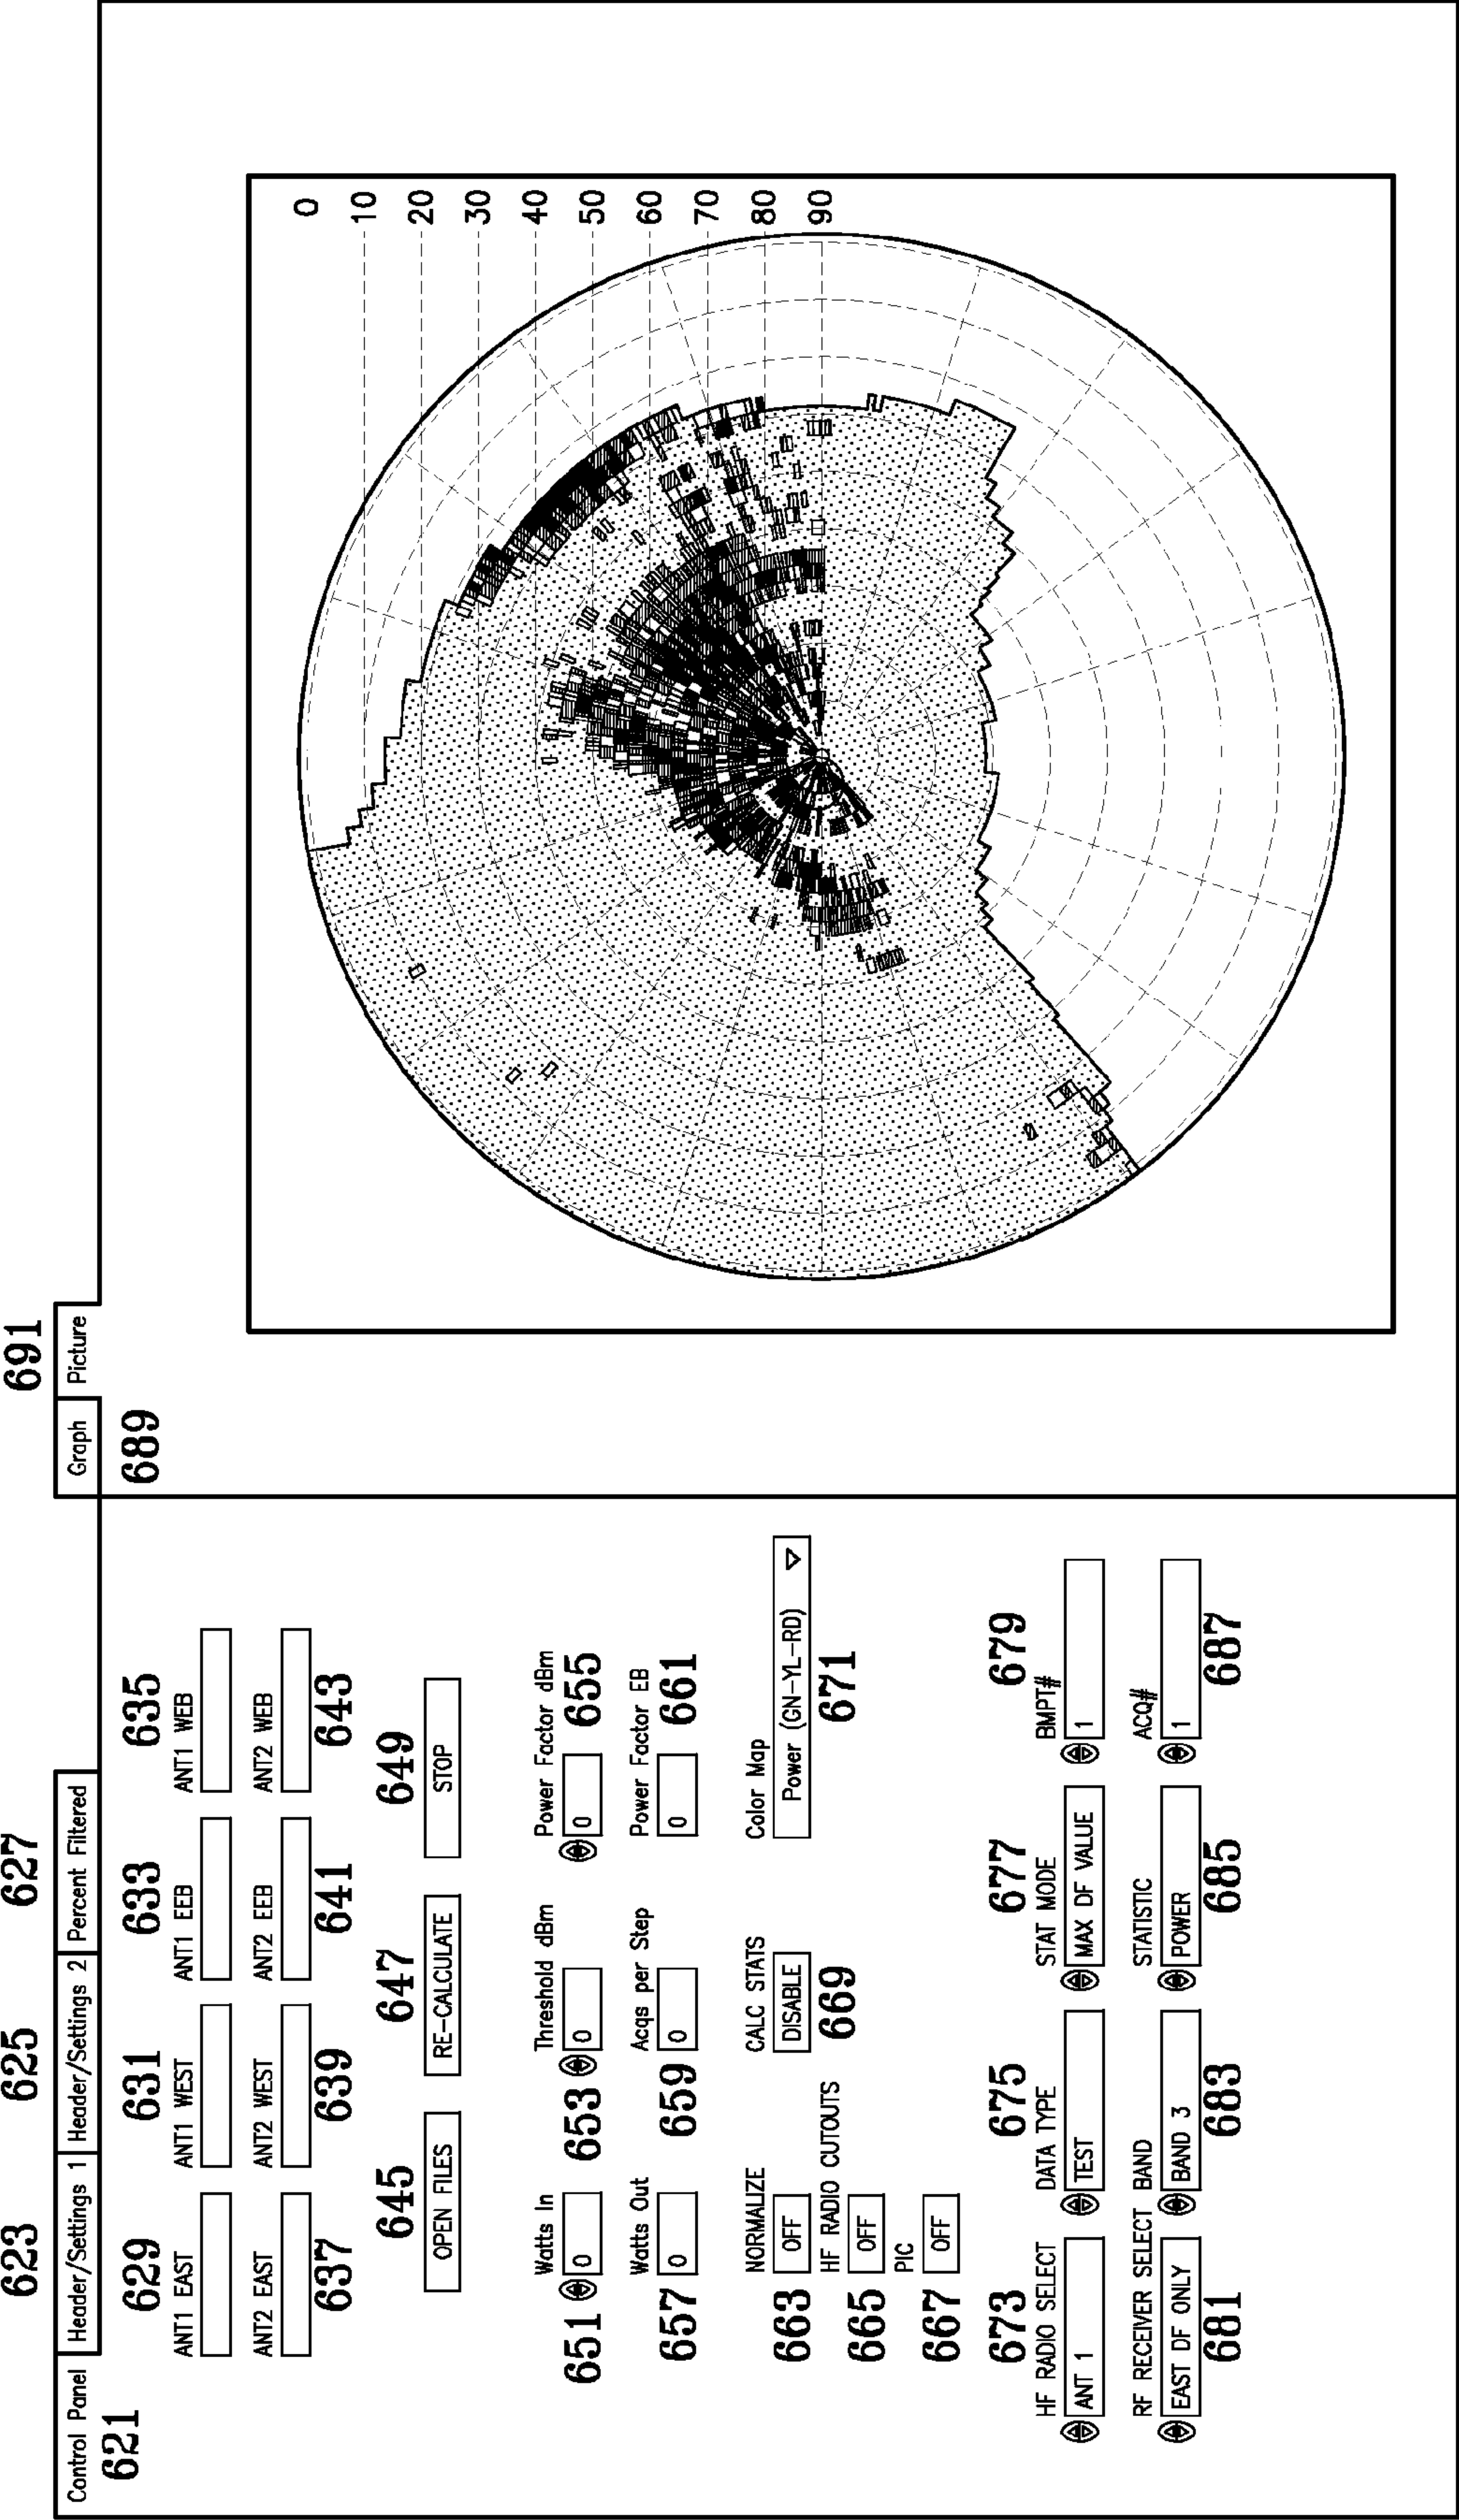 623 625 627 691
Control Panel Header/Settings 1 Header/Settings 2 Percent Filtered Graph Picture
621 689
629 631 633 635
ANT1 EAST ANT1 WEST ANT1 EEB ANT1 WEB
ANT2 EAST ANT2 WEST ANT2 EEB ANT2 WEB
637 639 641 643
645 647 649
OPEN FILES RE-CALCULATE STOP
Watts In Threshold dBm Power Factor dBm
651 0 653 0 0 655
Watts Out Acqs per Step Power Factor EB
657 0 659 0 0 661
NORMALIZE CALC STATS Color Map
663 OFF DISABLE Power (GN-YL-RD)
669 671
HF RADIO CUTOUTS
665 OFF
PIC
667 OFF
673 675 677 679
HF RADIO SELECT DATA TYPE STAT MODE BMPT#
ANT 1 TEST MAX DF VALUE 1
RF RECEIVER SELECT BAND STATISTIC ACQ#
EAST DF ONLY BAND 3 POWER 1
681 683 685 687
0
10
20
30
40
50
60
70
80
90